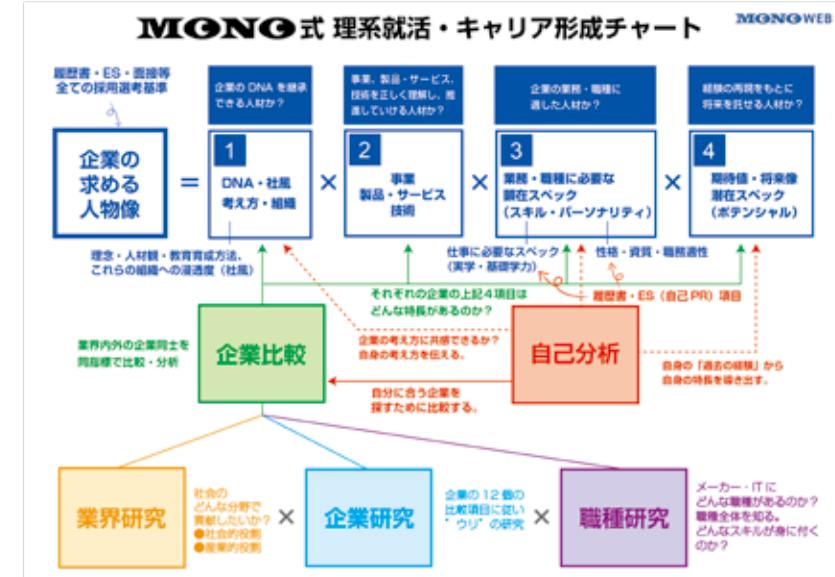 MONO式 理系就活・キャリア形成チャート
MONOWEB
履歴書・ES・面接等
全ての採用選考基準
企業の
求める
人物像
=
企業の DNA を継承
できる人材か?
1
DNA・社風
考え方・組織
×
事業、製品・サービス、
技術を正しく理解し、推
進していける人材か?
2
事業
製品・サービス
技術
×
企業の業務・職種に
適した人材か?
3
業務・職種に必要な
顕在スペック
(スキル・パーソナリティ)
×
経験の再現をもとに
将来を託せる人材か?
4
期待値・将来像
潜在スペック
(ポテンシャル)
理念・人材観・教育育成方法、
これらの組織への浸透度(社風)
仕事に必要なスペック
(実学・基礎学力)
性格・資質・職務適性
それぞれの企業の上記4項目は
どんな特長があるのか?
履歴書・ES(自己 PR)項目
業界内外の企業同士を
同指標で比較・分析
企業比較
企業の考え方に共感できるか?
自身の考え方を伝える。
自己分析
自分に合う企業を
探すために比較する。
自身の「過去の経験」から
自身の特長を導き出す。
業界研究
社会の
どんな分野で
貢献したいか?
●社会的役割
●産業的役割
×
企業研究
企業の12個の
比較項目に従い
"ウリ"の研究
×
職種研究
メーカー・ITに
どんな職種があるのか?
職種全体を知る。
どんなスキルが身に付く
のか?